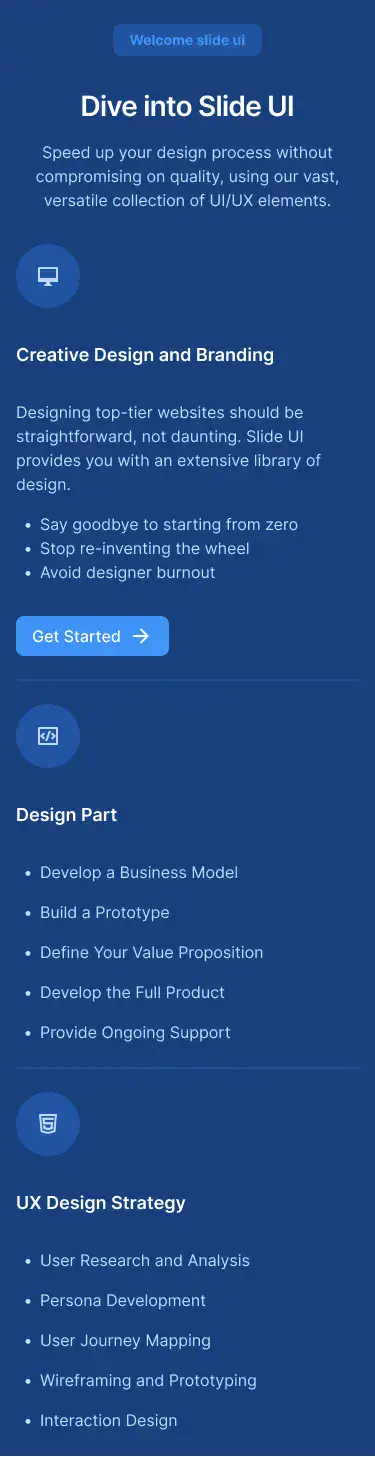 Welcome slide ui
Dive into Slide UI
Speed up your design process without
compromising on quality, using our vast,
versatile collection of UI/UX elements.
Creative Design and Branding
Designing top-tier websites should be
straightforward, not daunting. Slide UI
provides you with an extensive library of
design.
• Say goodbye to starting from zero
• Stop re-inventing the wheel
• Avoid designer burnout
Get Started →
Design Part
• Develop a Business Model
• Build a Prototype
• Define Your Value Proposition
• Develop the Full Product
• Provide Ongoing Support
UX Design Strategy
• User Research and Analysis
• Persona Development
• User Journey Mapping
• Wireframing and Prototyping
• Interaction Design